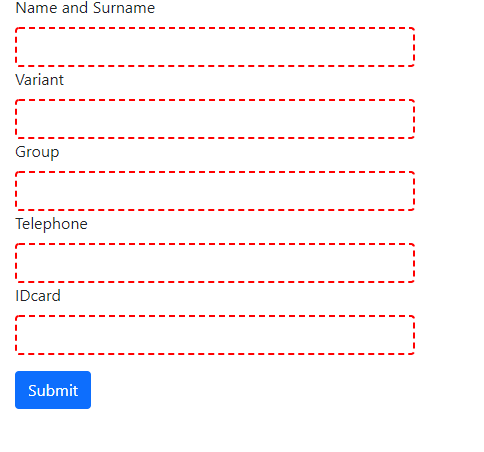 Name and Surname
Variant
Group
Telephone
IDcard
Submit